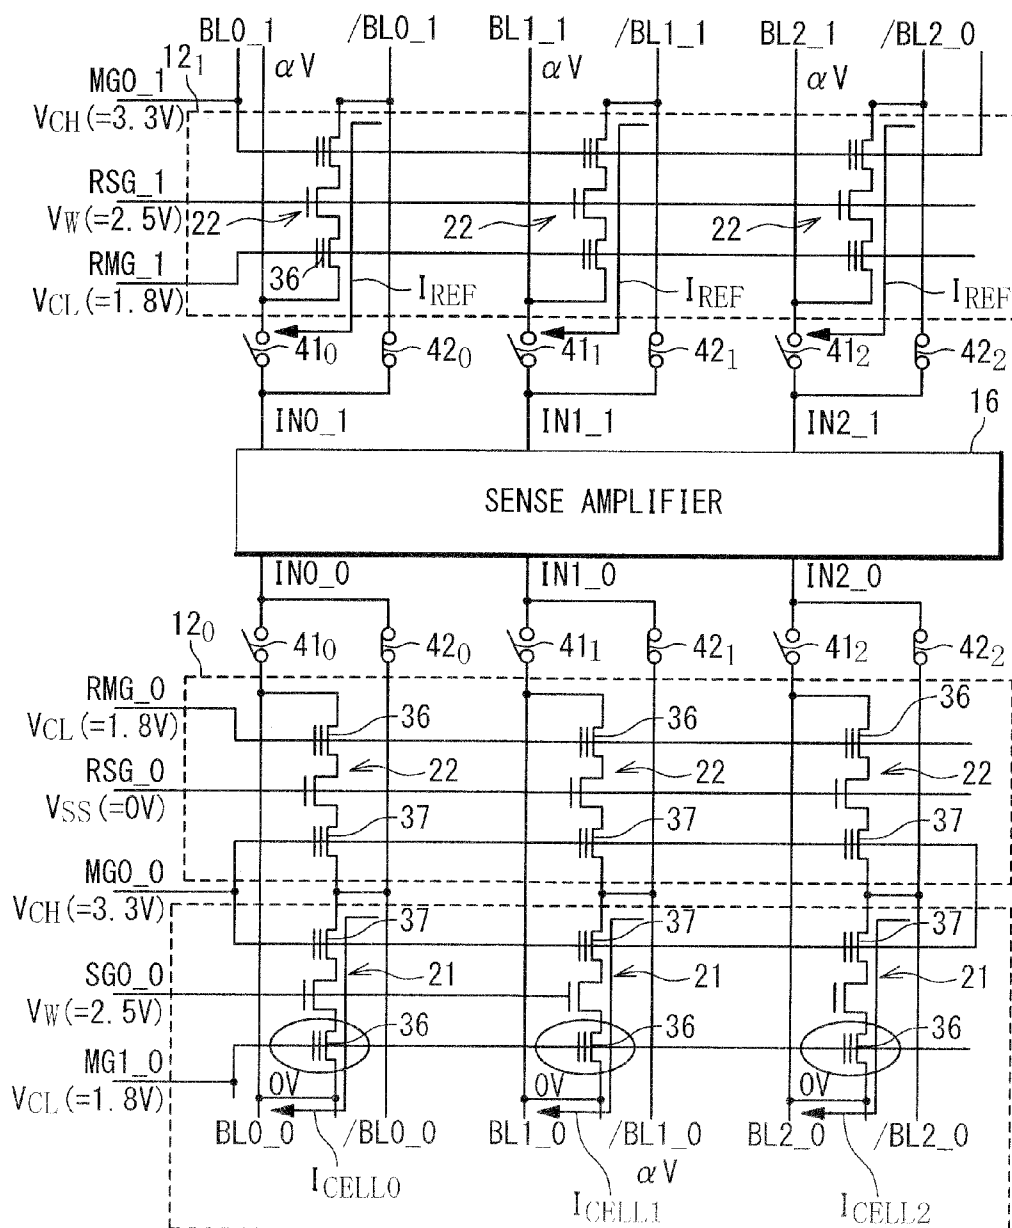 BL0_1 /BL0_1 BL1_1 /BL1_1 BL2_1 /BL2_0
12₁ αV αV αV
MG0_1
VCH(=3.3V)
RSG_1
VW(=2.5V) 22 22 22
RMG_1
VCL(=1.8V) 36 IREF IREF IREF
41₀ 42₀ 41₁ 42₁ 41₂ 42₂
IN0_1 IN1_1 IN2_1 16
SENSE AMPLIFIER
IN0_0 IN1_0 IN2_0
12₀ 41₀ 42₀ 41₁ 42₁ 41₂ 42₂
RMG_0 36 36 36
VCL(=1.8V)
RSG_0 22 22 22
VSS(=0V)
37 37 37
MG0_0
VCH(=3.3V)
37 37 37
SG0_0 21 21 21
VW(=2.5V)
36 36 36
MG1_0
VCL(=1.8V) 0V 0V 0V
BL0_0 /BL0_0 BL1_0 /BL1_0 BL2_0 /BL2_0
αV
ICELL0 ICELL1 ICELL2